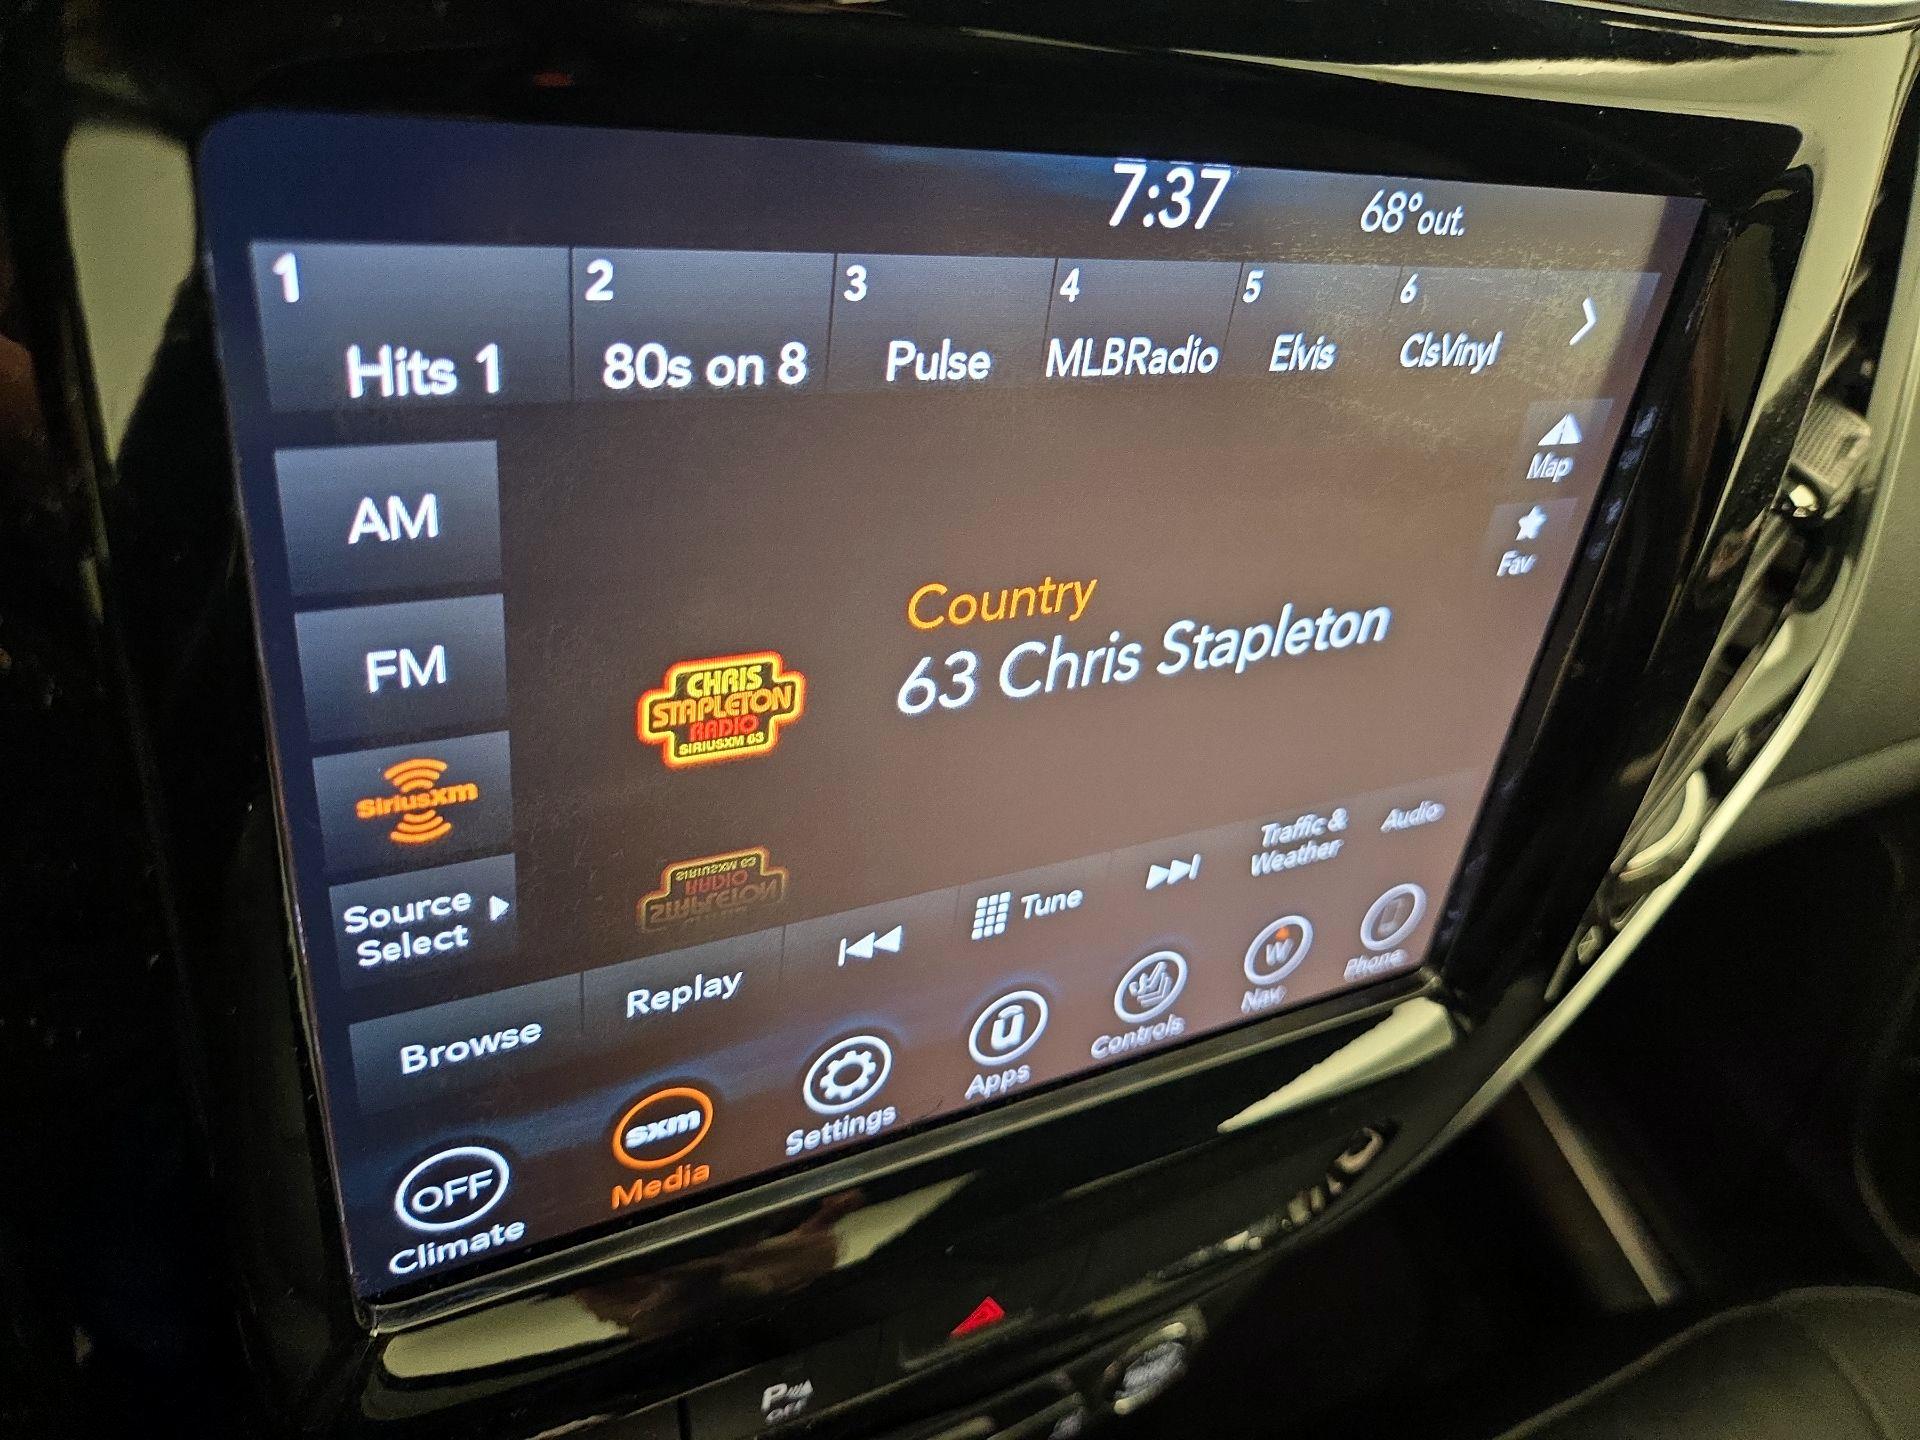 7:37 68°out.
1 2 3 4 5 6
Hits 1 80s on 8 Pulse MLBRadio Elvis ClsVinyl
Map
Fav
AM
FM
SiriusXm
Source
Select
Country
63 Chris Stapleton
CHRIS
STAPLETON
RADIO
SIRIUSXM 63
Browse Replay Tune Traffic &
Weather Audio
OFF
Climate
sxm
Media
Settings
Apps
Controls
Nav
Phone
P
OFF